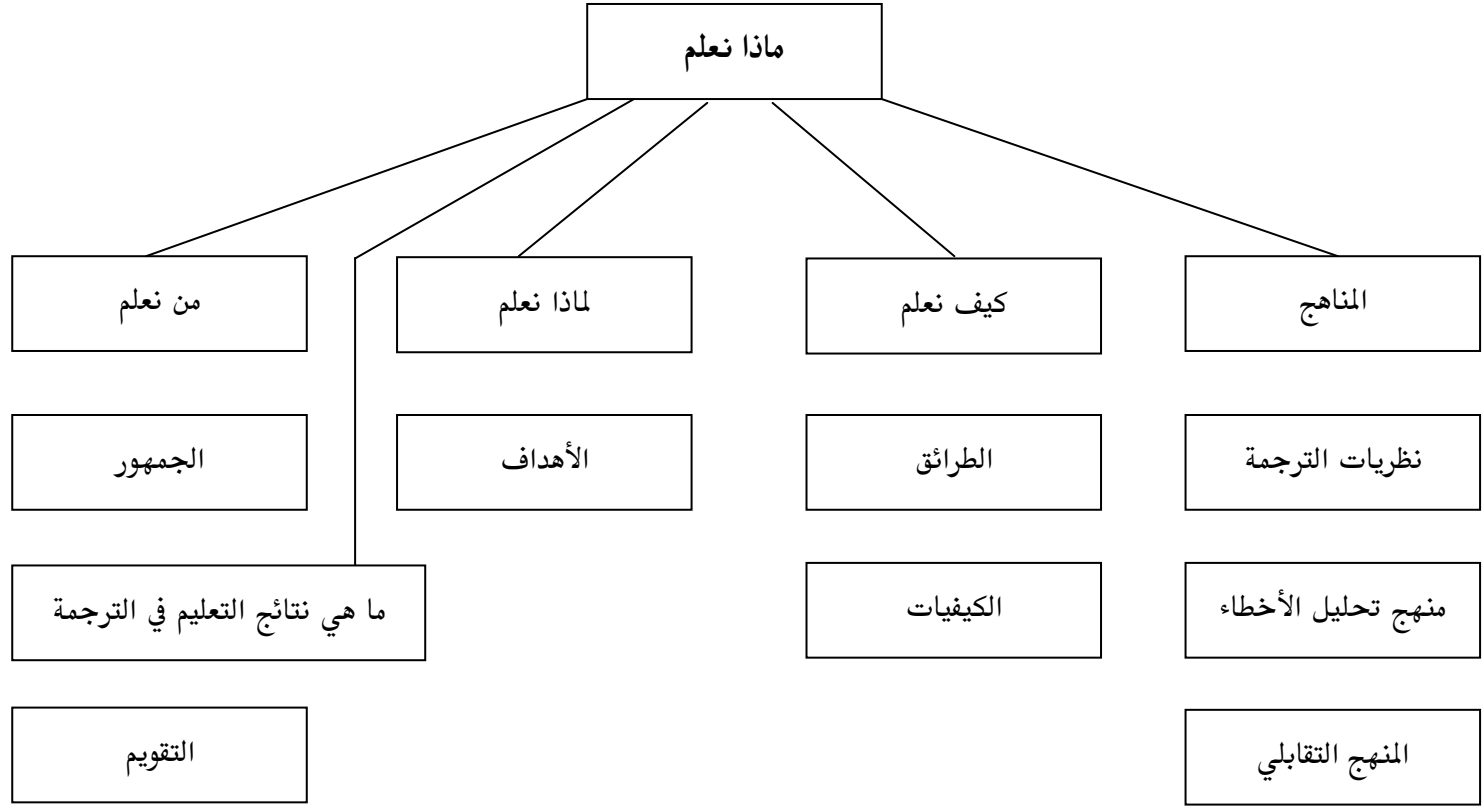 ماذا نعلم
المناهج
كيف نعلم
لماذا نعلم
من نعلم
نظريات الترجمة
الطرائق
الأهداف
الجمهور
منهج تحليل الأخطاء
الكيفيات
ما هي نتائج التعليم في الترجمة
المنهج التقابلي
التقويم